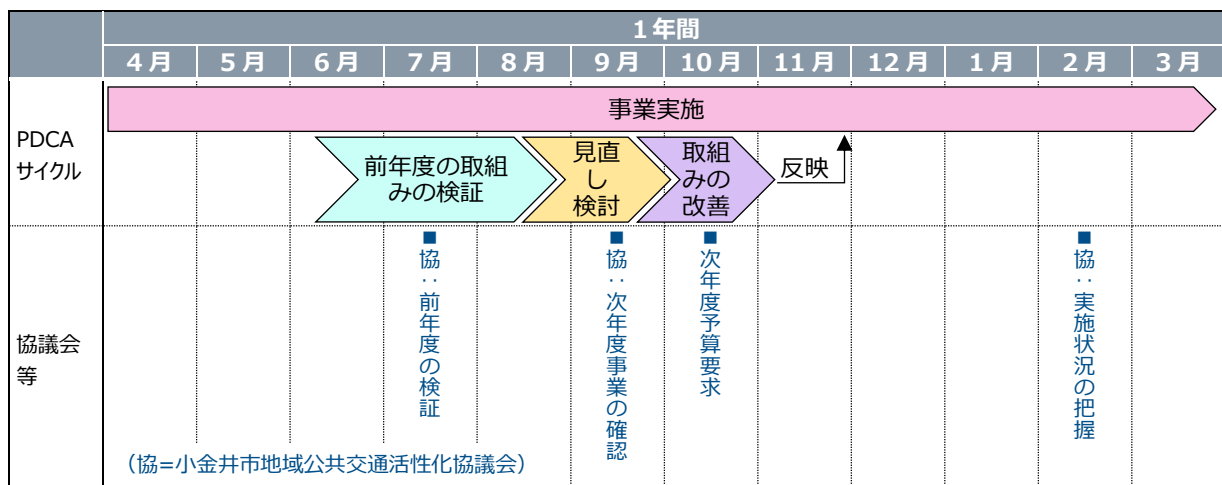 1年間
4月 5月 6月 7月 8月 9月 10月 11月 12月 1月 2月 3月
PDCA
サイクル
事業実施
前年度の取組
みの検証
見直
し
検討
取組
みの
改善
反映
協議会
等
■協：前年度の検証
■協：次年度事業の確認
■次年度予算要求
■協：実施状況の把握
（協=小金井市地域公共交通活性化協議会）